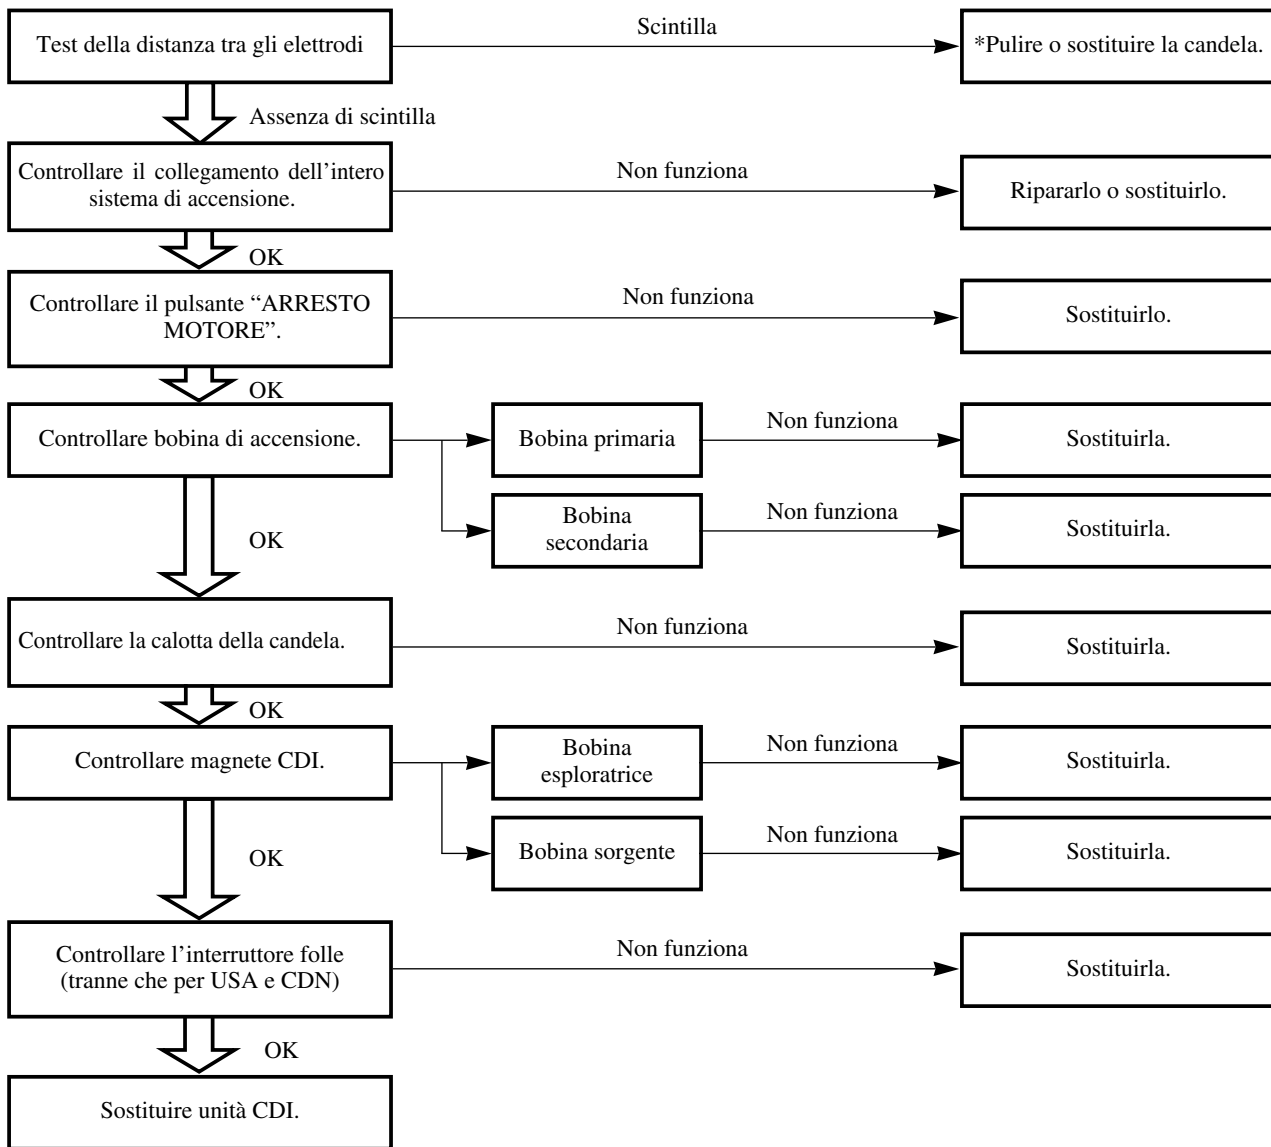 Test della distanza tra gli elettrodi
Scintilla
*Pulire o sostituire la candela.
Assenza di scintilla
Controllare il collegamento dell’intero
sistema di accensione.
Non funziona
Ripararlo o sostituirlo.
OK
Controllare il pulsante “ARRESTO
MOTORE”.
Non funziona
Sostituirlo.
OK
Controllare bobina di accensione.
Bobina primaria
Non funziona
Sostituirla.
Bobina
secondaria
Non funziona
Sostituirla.
OK
Controllare la calotta della candela.
Non funziona
Sostituirla.
OK
Controllare magnete CDI.
Bobina
esploratrice
Non funziona
Sostituirla.
Bobina sorgente
Non funziona
Sostituirla.
OK
Controllare l’interruttore folle
(tranne che per USA e CDN)
Non funziona
Sostituirla.
OK
Sostituire unità CDI.